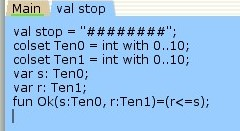 Main val stop
val stop = "########";
colset Ten0 = int with 0..10;
colset Ten1 = int with 0..10;
var s: Ten0;
var r: Ten1;
fun Ok(s:Ten0, r:Ten1)=(r<=s);